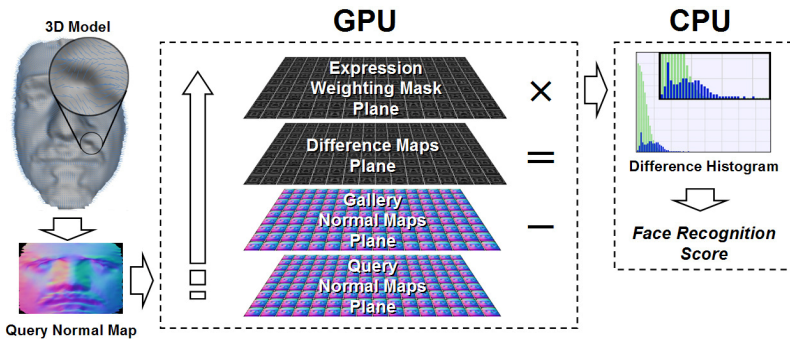 GPU
CPU
3D Model
Expression
Weighting Mask
Plane
×
Difference Maps
Plane
=
Gallery
Normal Maps
Plane
−
Query
Normal Maps
Plane
Query Normal Map
Difference Histogram
Face Recognition
Score